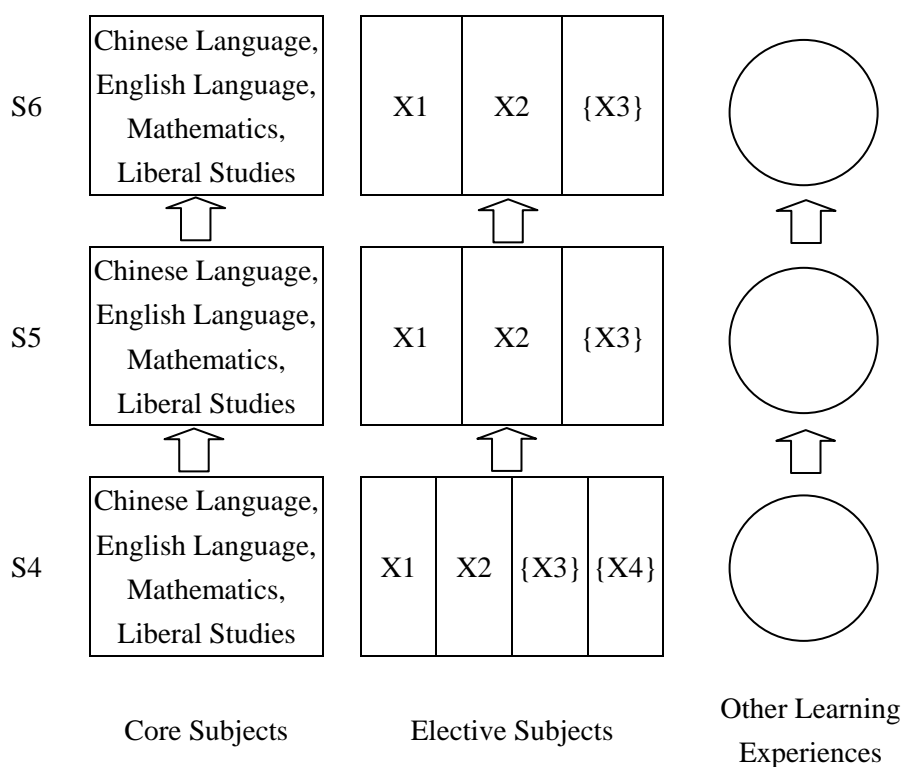 S6
Chinese Language,
English Language,
Mathematics,
Liberal Studies
X1
X2
{X3}
S5
Chinese Language,
English Language,
Mathematics,
Liberal Studies
X1
X2
{X3}
S4
Chinese Language,
English Language,
Mathematics,
Liberal Studies
X1
X2
{X3}
{X4}
Core Subjects
Elective Subjects
Other Learning
Experiences